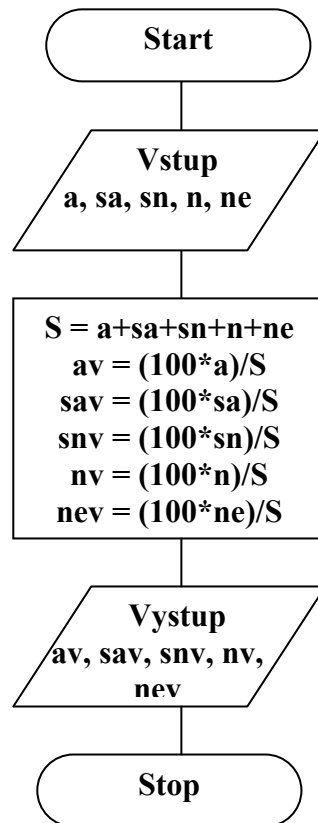 Start
Vstup
a, sa, sn, n, ne
S = a+sa+sn+n+ne
av = (100*a)/S
sav = (100*sa)/S
snv = (100*sn)/S
nv = (100*n)/S
nev = (100*ne)/S
Vystup
av, sav, snv, nv,
nev
Stop